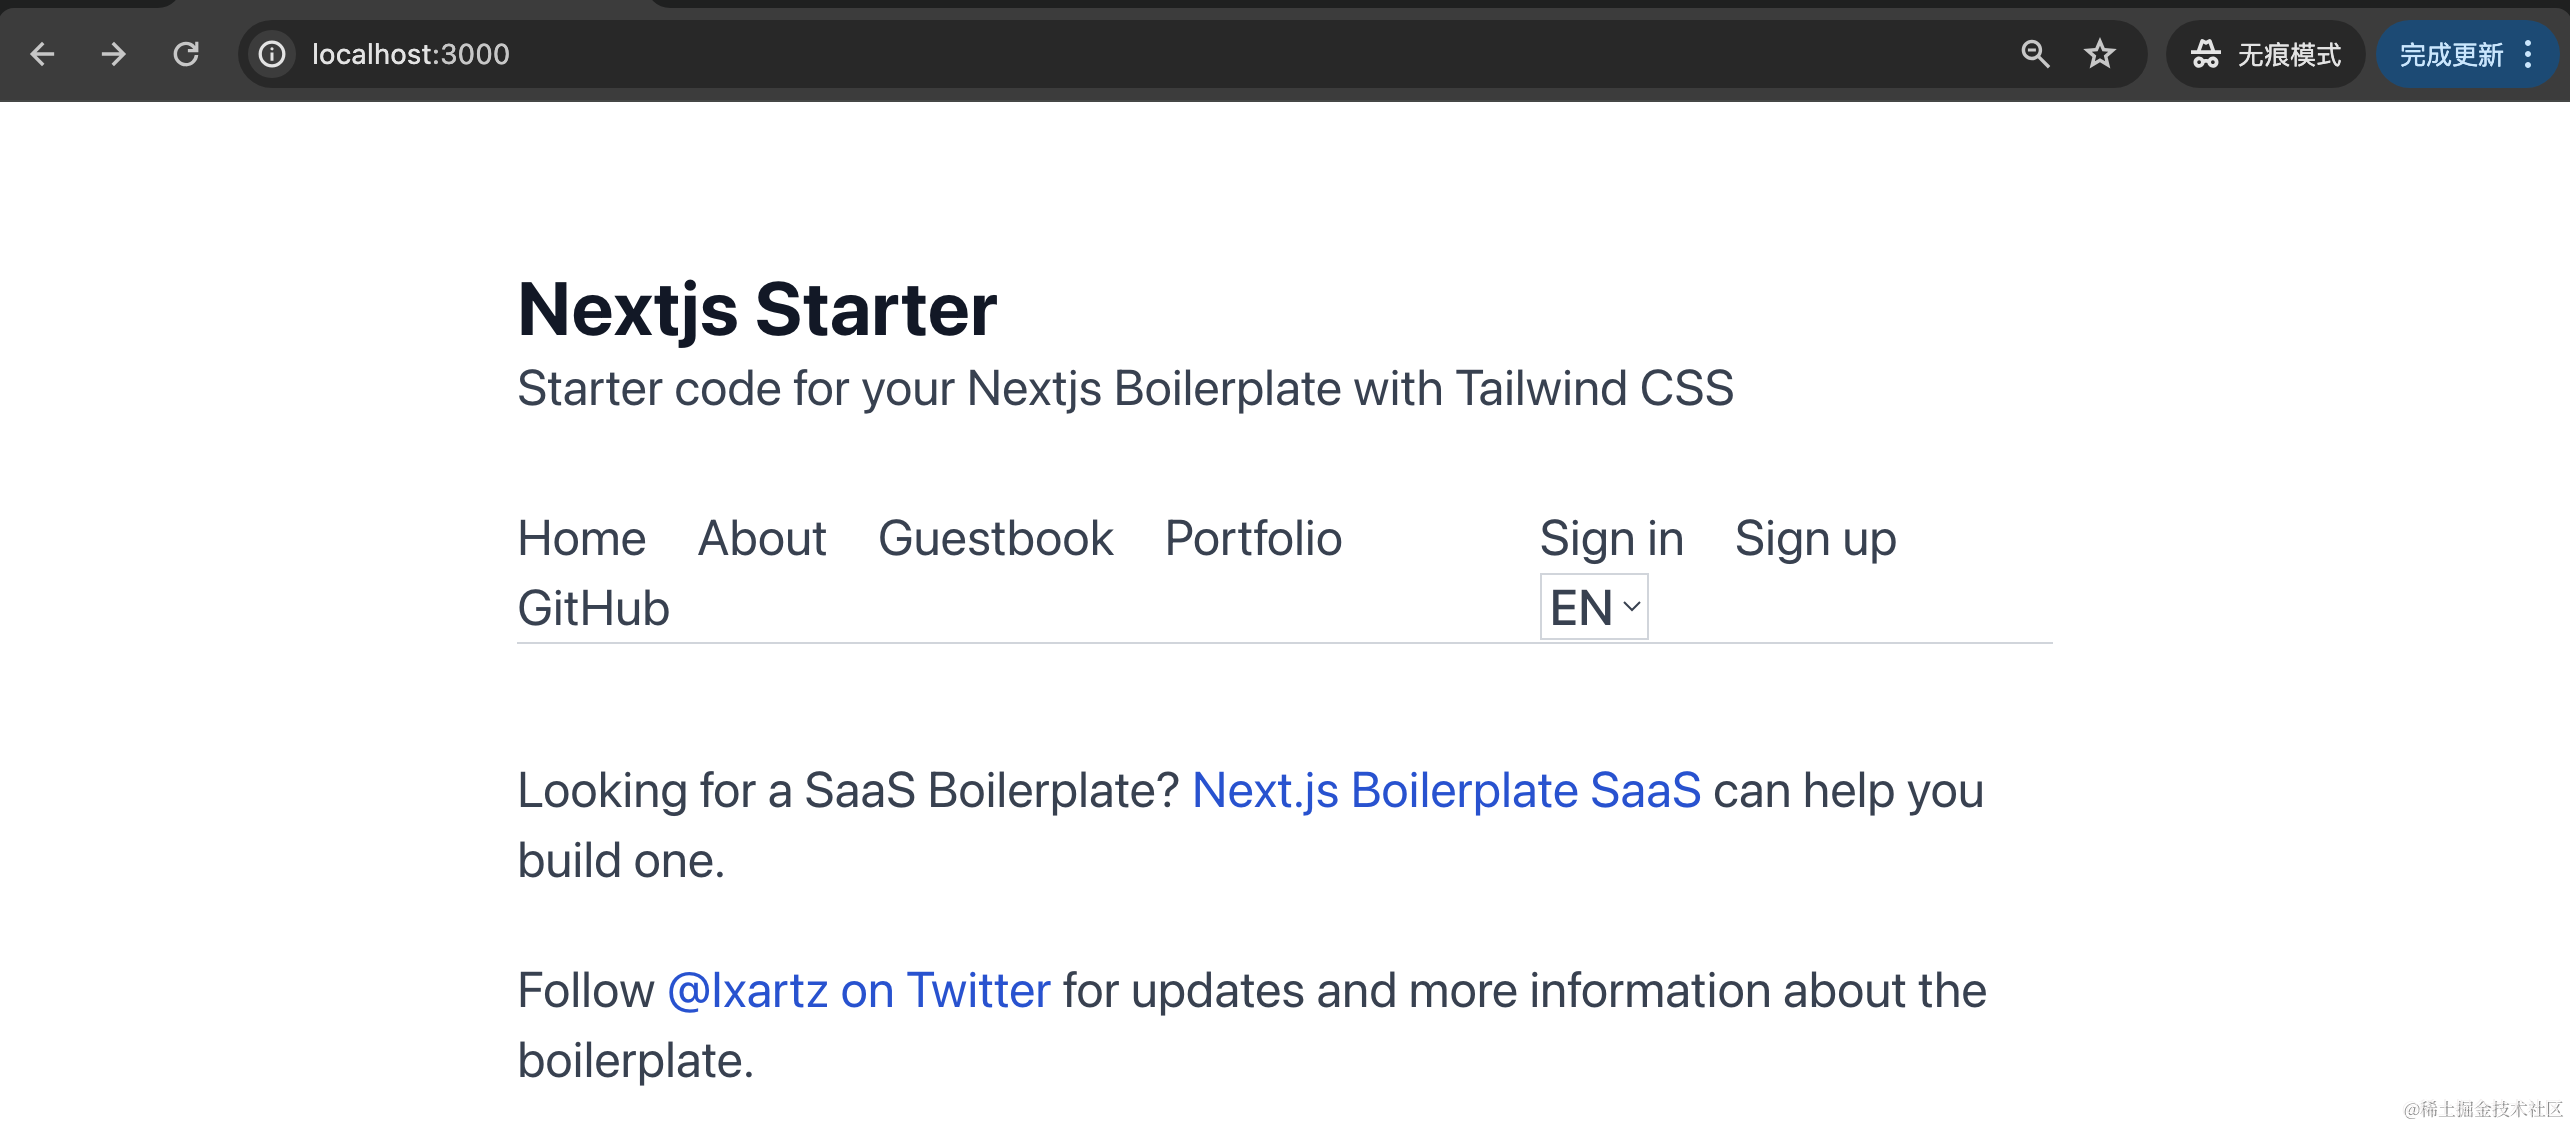 localhost:3000
无痕模式
完成更新
Nextjs Starter
Starter code for your Nextjs Boilerplate with Tailwind CSS
Home About Guestbook Portfolio
GitHub
Sign in Sign up
EN
Looking for a SaaS Boilerplate? Next.js Boilerplate SaaS can help you
build one.
Follow @Ixartz on Twitter for updates and more information about the
boilerplate.
@稀土掘金技术社区